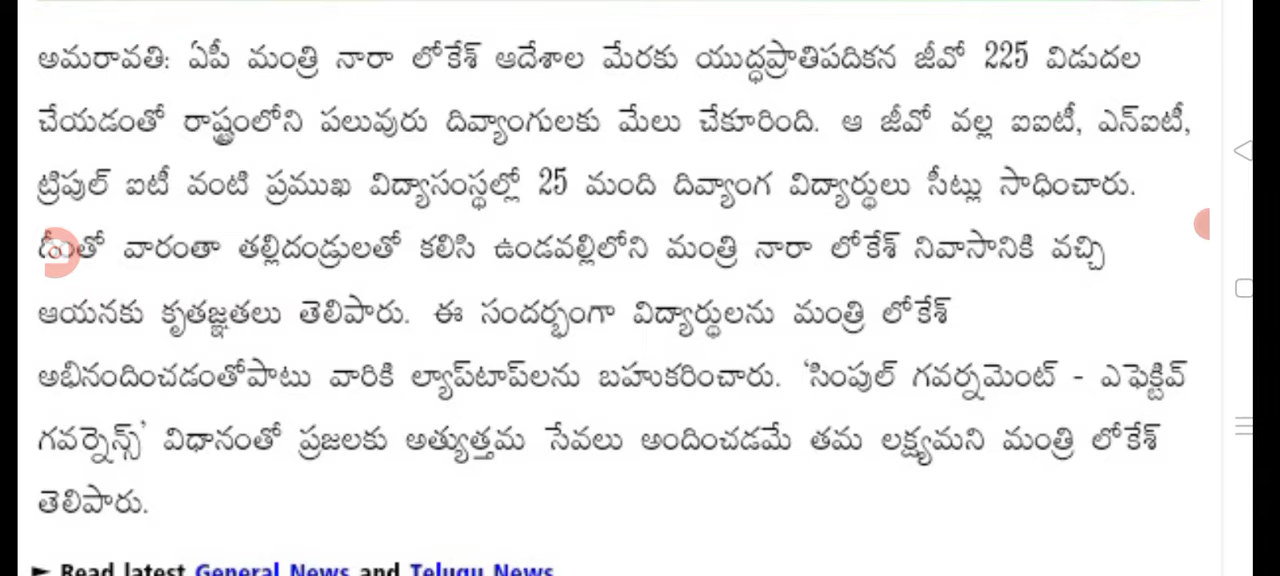 అమరావతి: ఏపీ మంత్రి నారా లోకేశ్ ఆదేశాల మేరకు యుద్ధప్రాతిపదికన జీవో 225 విడుదల
చేయడంతో రాష్ట్రంలోని పలువురు దివ్యాంగులకు మేలు చేకూరింది. ఆ జీవో వల్ల ఐఐటీ, ఎన్ఐటీ,
ట్రిపుల్ ఐటీ వంటి ప్రముఖ విద్యాసంస్థల్లో 25 మంది దివ్యాంగ విద్యార్థులు సీట్లు సాధించారు.
దీంతో వారంతా తల్లిదండ్రులతో కలిసి ఉండవల్లిలోని మంత్రి నారా లోకేశ్ నివాసానికి వచ్చి
ఆయనకు కృతజ్ఞతలు తెలిపారు. ఈ సందర్భంగా విద్యార్థులను మంత్రి లోకేశ్
అభినందించడంతోపాటు వారికి ల్యాప్‌టాప్‌లను బహుకరించారు. ‘సింపుల్ గవర్నమెంట్ - ఎఫెక్టివ్
గవర్నెన్స్’ విధానంతో ప్రజలకు అత్యుత్తమ సేవలు అందించడమే తమ లక్ష్యమని మంత్రి లోకేశ్
తెలిపారు.
► Read latest General News and Telugu News